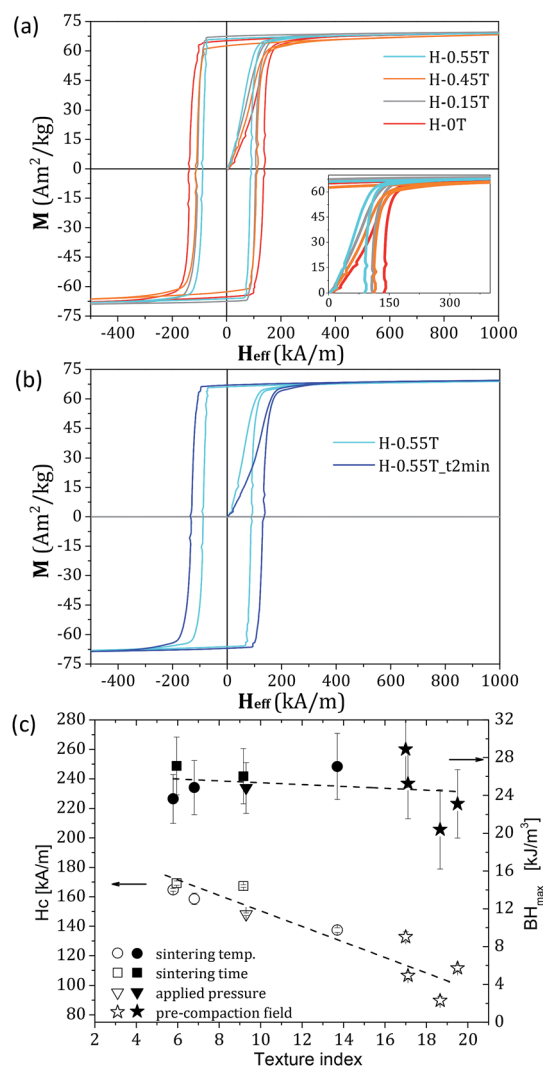 (a)
75
60
45
30
15
0
-15
-30
-45
-60
-75
M (Am²/kg)
H-0.55T
H-0.45T
H-0.15T
H-0T
60
45
30
15
0
0 150 300
-400 -200 0 200 400 600 800 1000
Heff (kA/m)
(b)
75
60
45
30
15
0
-15
-30
-45
-60
-75
M (Am²/kg)
H-0.55T
H-0.55T_t2min
-400 -200 0 200 400 600 800 1000
Heff (kA/m)
(c)
280
260
240
220
200
180
160
140
120
100
80
Hc [kA/m]
32
28
24
20
16
12
8
4
0
BHmax [kJ/m³]
sintering temp.
sintering time
applied pressure
pre-compaction field
2 4 6 8 10 12 14 16 18 20
Texture index